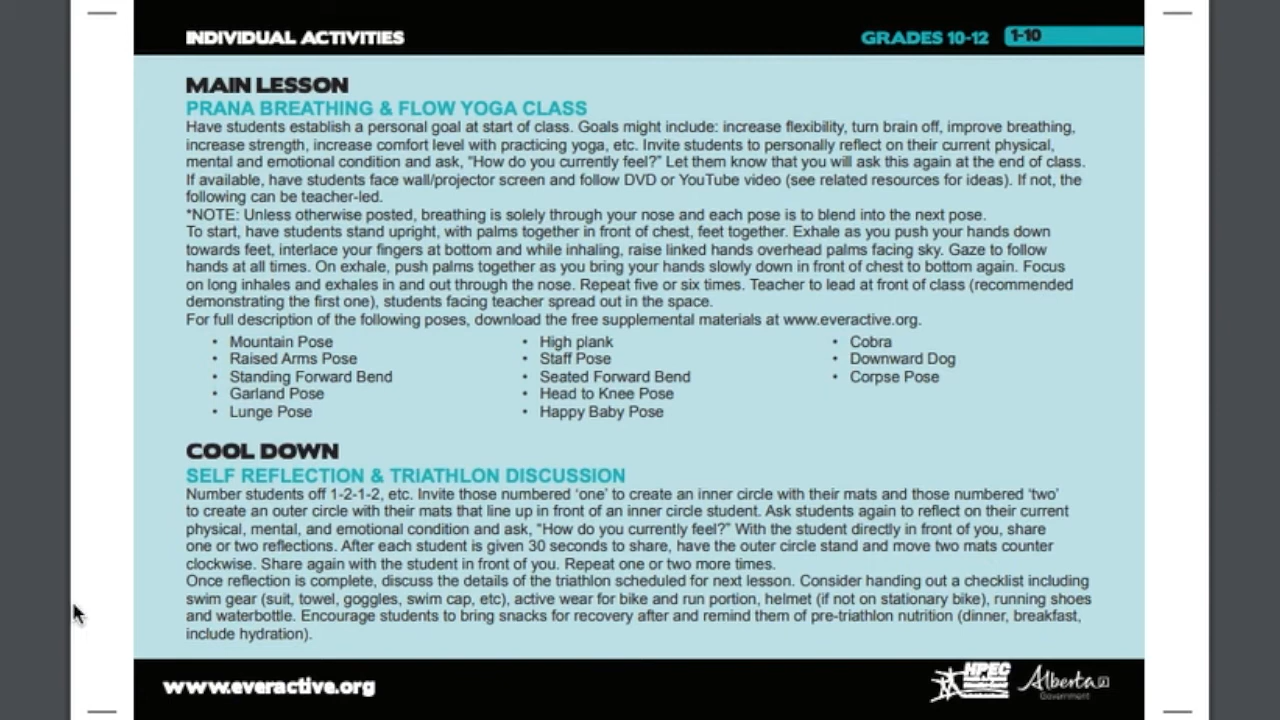 INDIVIDUAL ACTIVITIES
GRADES 10-12
1-10
MAIN LESSON
PRANA BREATHING & FLOW YOGA CLASS
Have students establish a personal goal at start of class. Goals might include: increase flexibility, turn brain off, improve breathing,
increase strength, increase comfort level with practicing yoga, etc. Invite students to personally reflect on their current physical,
mental and emotional condition and ask, “How do you currently feel?” Let them know that you will ask this again at the end of class.
If available, have students face wall/projector screen and follow DVD or YouTube video (see related resources for ideas). If not, the
following can be teacher-led.
*NOTE: Unless otherwise posted, breathing is solely through your nose and each pose is to blend into the next pose.
To start, have students stand upright, with palms together in front of chest, feet together. Exhale as you push your hands down
towards feet, interlace your fingers at bottom and while inhaling, raise linked hands overhead palms facing sky. Gaze to follow
hands at all times. On exhale, push palms together as you bring your hands slowly down in front of chest to bottom again. Focus
on long inhales and exhales in and out through the nose. Repeat five or six times. Teacher to lead at front of class (recommended
demonstrating the first one), students facing teacher spread out in the space.
For full description of the following poses, download the free supplemental materials at www.everactive.org.
• Mountain Pose
• Raised Arms Pose
• Standing Forward Bend
• Garland Pose
• Lunge Pose
• High plank
• Staff Pose
• Seated Forward Bend
• Head to Knee Pose
• Happy Baby Pose
• Cobra
• Downward Dog
• Corpse Pose
COOL DOWN
SELF REFLECTION & TRIATHLON DISCUSSION
Number students off 1-2-1-2, etc. Invite those numbered ‘one’ to create an inner circle with their mats and those numbered ‘two’
to create an outer circle with their mats that line up in front of an inner circle student. Ask students again to reflect on their current
physical, mental, and emotional condition and ask, “How do you currently feel?” With the student directly in front of you, share
one or two reflections. After each student is given 30 seconds to share, have the outer circle stand and move two mats counter
clockwise. Share again with the student in front of you. Repeat one or two more times.
Once reflection is complete, discuss the details of the triathlon scheduled for next lesson. Consider handing out a checklist including
swim gear (suit, towel, goggles, swim cap, etc), active wear for bike and run portion, helmet (if not on stationary bike), running shoes
and waterbottle. Encourage students to bring snacks for recovery after and remind them of pre-triathlon nutrition (dinner, breakfast,
include hydration).
www.everactive.org
HPEC
Alberta
Government